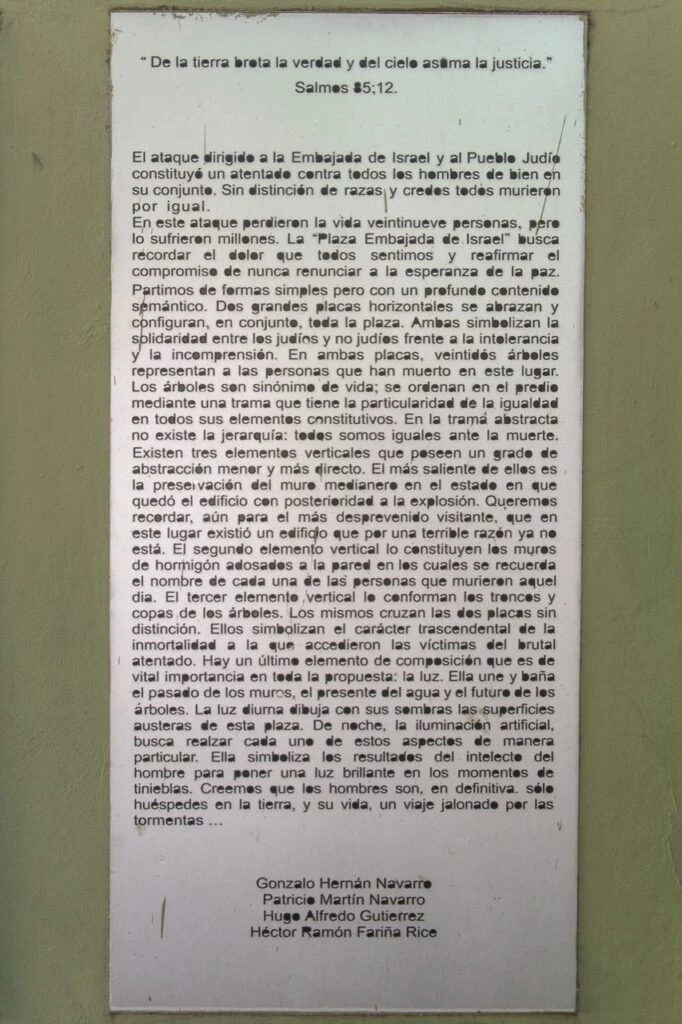 “ De la tierra brota la verdad y del cielo asoma la justicia.”
Salmos 85;12.
El ataque dirigido a la Embajada de Israel y al Pueblo Judío
constituyó un atentado contra todos los hombres de bien en
su conjunto. Sin distinción de razas y credos todos murieron
por igual.
En este ataque perdieron la vida veintinueve personas, pero
lo sufrieron millones. La “Plaza Embajada de Israel” busca
recordar el dolor que todos sentimos y reafirmar el
compromiso de nunca renunciar a la esperanza de la paz.
Partimos de formas simples pero con un profundo contenido
semántico. Dos grandes placas horizontales se abrazan y
configuran, en conjunto, toda la plaza. Ambas simbolizan la
solidaridad entre los judíos y no judíos frente a la intolerancia
y la incomprensión. En ambas placas, veintidós árboles
representan a las personas que han muerto en este lugar.
Los árboles son sinónimo de vida; se ordenan en el predio
mediante una trama que tiene la particularidad de la igualdad
en todos sus elementos constitutivos. En la trama abstracta
no existe la jerarquía: todos somos iguales ante la muerte.
Existen tres elementos verticales que poseen un grado de
abstracción menor y más directo. El más saliente de ellos es
la preservación del muro medianero en el estado en que
quedó el edificio con posterioridad a la explosión. Queremos
recordar, aún para el más desprevenido visitante, que en
este lugar existió un edificio que por una terrible razón ya no
está. El segundo elemento vertical lo constituyen los muros
de hormigón adosados a la pared en los cuales se recuerda
el nombre de cada una de las personas que murieron aquel
dia. El tercer elemento vertical lo conforman los troncos y
copas de los árboles. Los mismos cruzan las dos placas sin
distinción. Ellos simbolizan el carácter trascendental de la
inmortalidad a la que accedieron las víctimas del brutal
atentado. Hay un último elemento de composición que es de
vital importancia en toda la propuesta: la luz. Ella une y baña
el pasado de los muros, el presente del agua y el futuro de los
árboles. La luz diurna dibuja con sus sombras las superficies
austeras de esta plaza. De noche, la iluminación artificial,
busca realzar cada uno de estos aspectos de manera
particular. Ella simboliza los resultados del intelecto del
hombre para poner una luz brillante en los momentos de
tinieblas. Creemos que los hombres son, en definitiva. sólo
huéspedes en la tierra, y su vida, un viaje jalonado por las
tormentas ...
Gonzalo Hernán Navarro
Patricio Martín Navarro
Hugo Alfredo Gutierrez
Héctor Ramón Fariña Rice